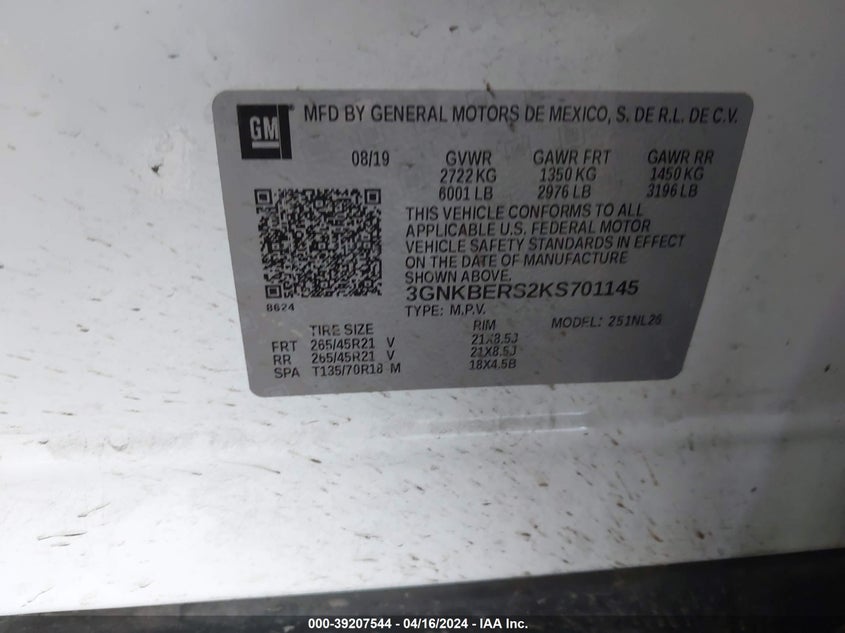 GM
MFD BY GENERAL MOTORS DE MEXICO, S. DE R.L. DE C.V.
08/19 GVWR GAWR FRT GAWR RR
2722 KG 1350 KG 1450 KG
6001 LB 2976 LB 3196 LB
THIS VEHICLE CONFORMS TO ALL
APPLICABLE U.S. FEDERAL MOTOR
VEHICLE SAFETY STANDARDS IN EFFECT
ON THE DATE OF MANUFACTURE
SHOWN ABOVE.
8624
3GNKBERS2KS701145
TYPE: M.P.V. MODEL: 251NL26
TIRE SIZE RIM
FRT 265/45R21 V 21X8.5J
RR 265/45R21 V 21X8.5J
SPA T135/70R18 M 18X4.5B
000-39207544 - 04/16/2024 - IAA Inc.